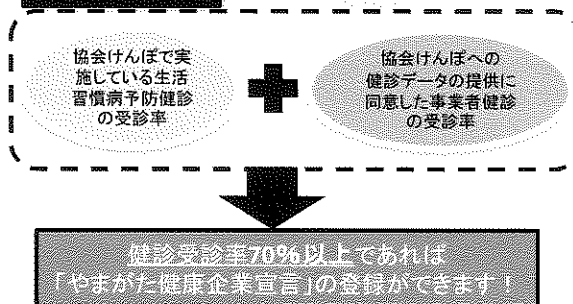 協会けんぽで実
施している生活
習慣病予防健診
の受診率
協会けんぽへの
健診データの提供に
同意した事業者健診
の受診率
健診受診率70%以上であれば
「やまがた健康企業宣言」の登録ができます！